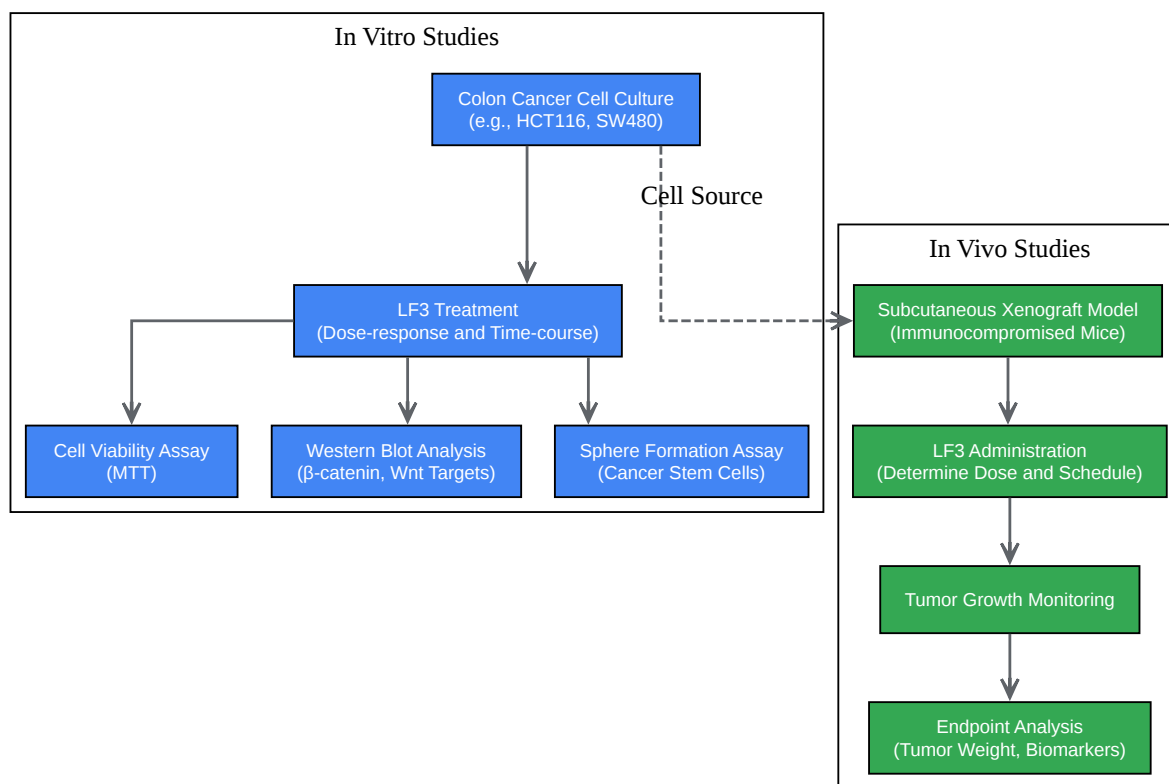 In Vitro Studies
Colon Cancer Cell Culture
(e.g., HCT116, SW480)
Cell Source
LF3 Treatment
(Dose-response and Time-course)
Cell Viability Assay
(MTT)
Western Blot Analysis
(β-catenin, Wnt Targets)
Sphere Formation Assay
(Cancer Stem Cells)
In Vivo Studies
Subcutaneous Xenograft Model
(Immunocompromised Mice)
LF3 Administration
(Determine Dose and Schedule)
Tumor Growth Monitoring
Endpoint Analysis
(Tumor Weight, Biomarkers)